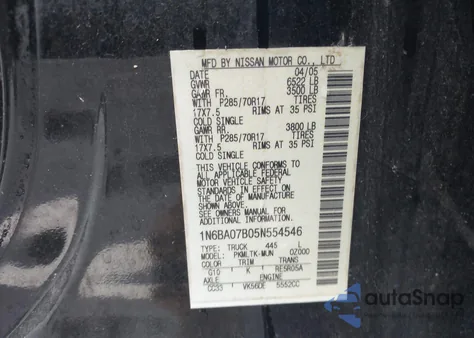 MFD BY NISSAN MOTOR CO., LTD
DATE 04/05
GVWR 6522 LB
GAWR FR. 3500 LB
WITH P285/70R17 TIRES
17X7.5 RIMS AT 35 PSI
COLD SINGLE
GAWR RR. 3800 LB
WITH P285/70R17 TIRES
17X7.5 RIMS AT 35 PSI
COLD SINGLE
THIS VEHICLE CONFORMS TO
ALL APPLICABLE FEDERAL
MOTOR VEHICLE SAFETY
STANDARDS IN EFFECT ON THE
DATE OF MANUFACTURE SHOWN ABOVE.
SEE OWNERS MANUAL FOR
ADDITIONAL INFORMATION.
1N6BA07B05N554546
TYPE: TRUCK 445 L
MODEL: PKMLTK-MUN 0Z000
COLOR TRIM TRANS
G10 K RE5R05A
AXLE ENGINE
CC33 VK56DE 5552CC
autoSnap